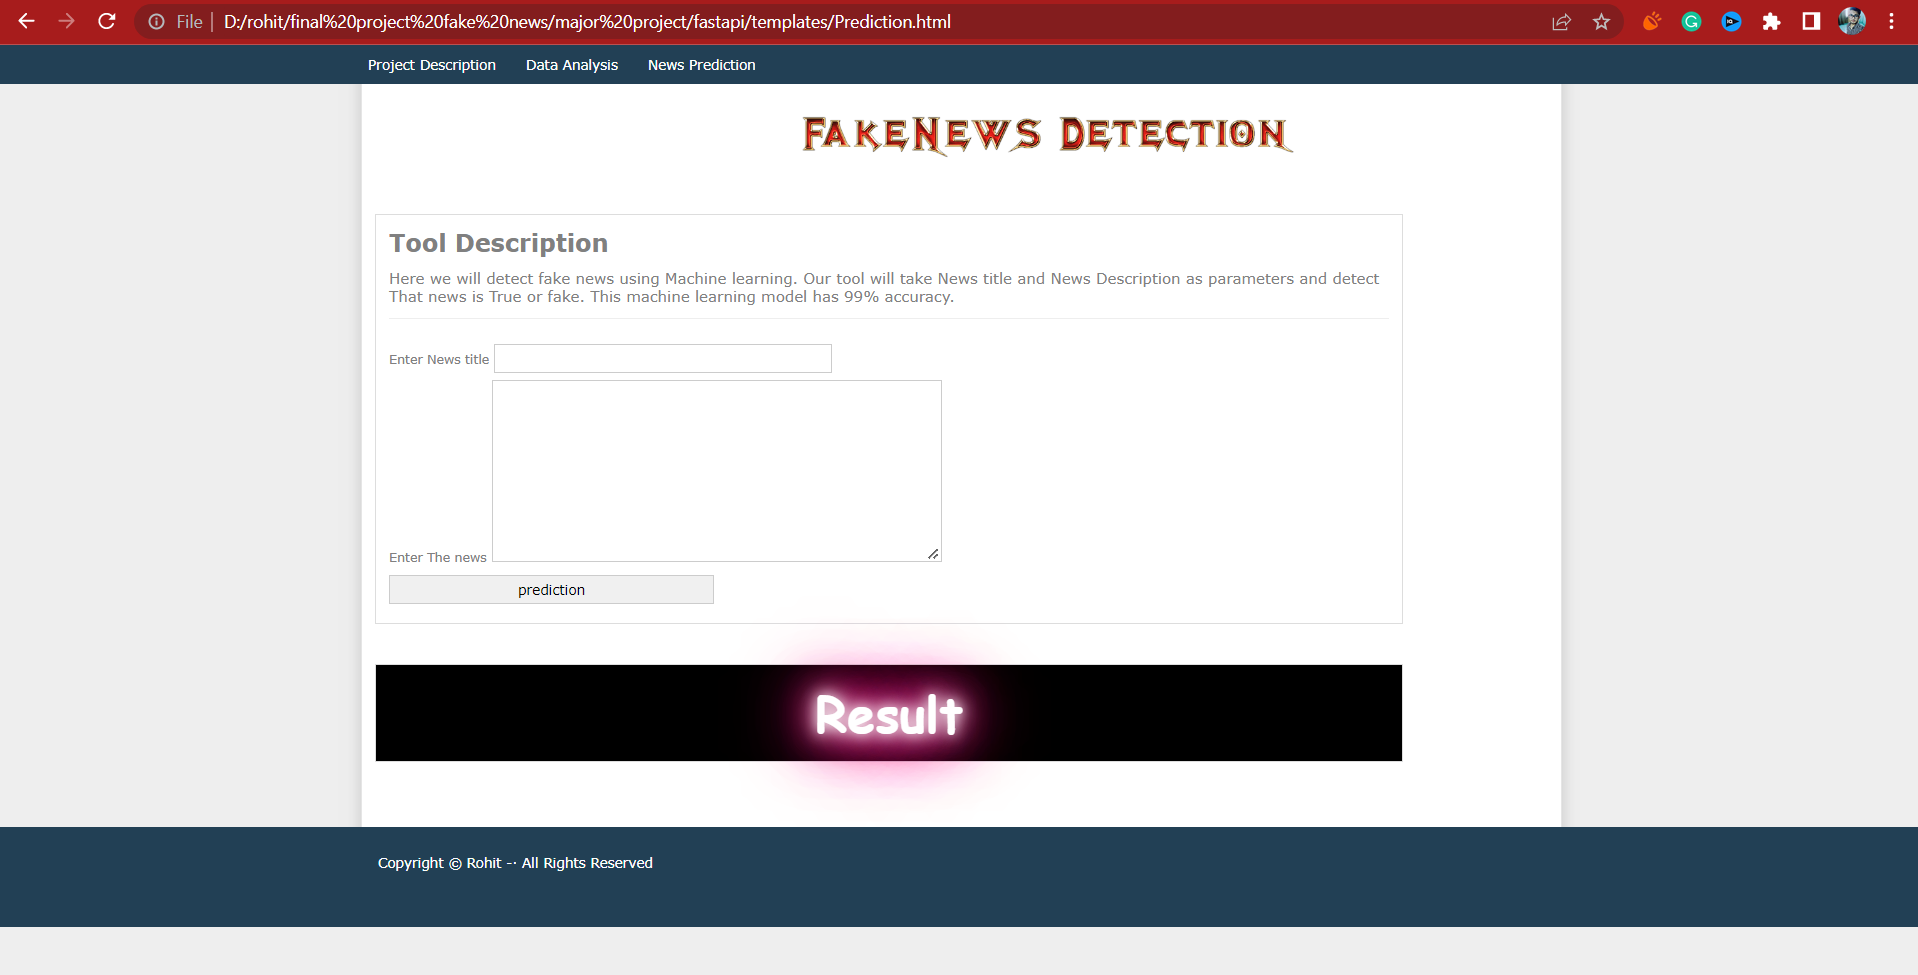 File | D:/rohit/final%20project%20fake%20news/major%20project/fastapi/templates/Prediction.html
Project Description Data Analysis News Prediction
FakeNews Detection
Tool Description
Here we will detect fake news using Machine learning. Our tool will take News title and News Description as parameters and detect
That news is True or fake. This machine learning model has 99% accuracy.
Enter News title
Enter The news
prediction
Result
Copyright © Rohit -· All Rights Reserved